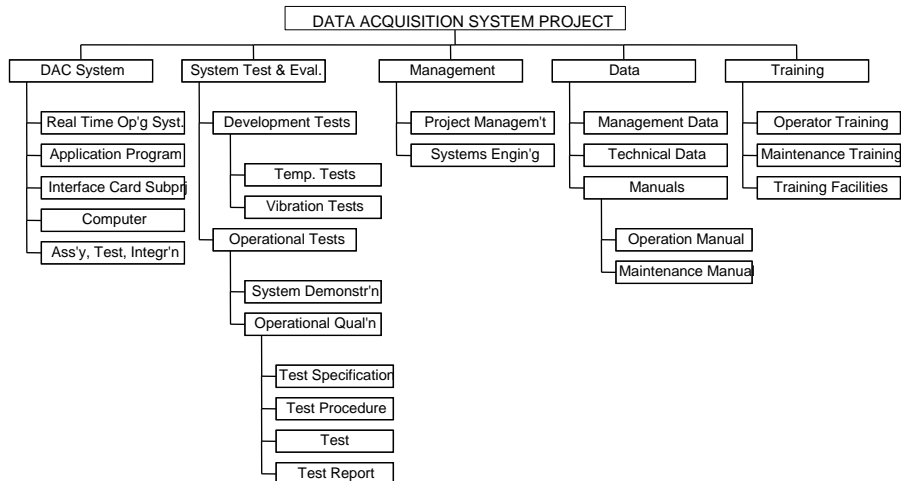 DATA ACQUISITION SYSTEM PROJECT
DAC System
System Test & Eval.
Management
Data
Training
Real Time Op'g Syst.
Application Program
Interface Card Subprj
Computer
Ass'y, Test, Integr'n
Development Tests
Temp. Tests
Vibration Tests
Operational Tests
System Demonstr'n
Operational Qual'n
Test Specification
Test Procedure
Test
Test Report
Project Managem't
Systems Engin'g
Management Data
Technical Data
Manuals
Operation Manual
Maintenance Manual
Operator Training
Maintenance Training
Training Facilities